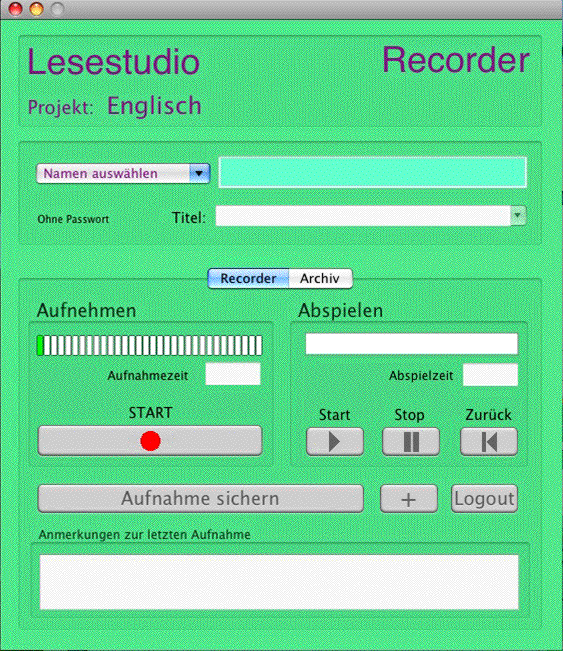 Lesestudio Recorder
Projekt: Englisch
Namen auswählen
Ohne Passwort Titel:
Recorder Archiv
Aufnehmen Abspielen
Aufnahmezeit Abspielzeit
START Start Stop Zurück
Aufnahme sichern + Logout
Anmerkungen zur letzten Aufnahme